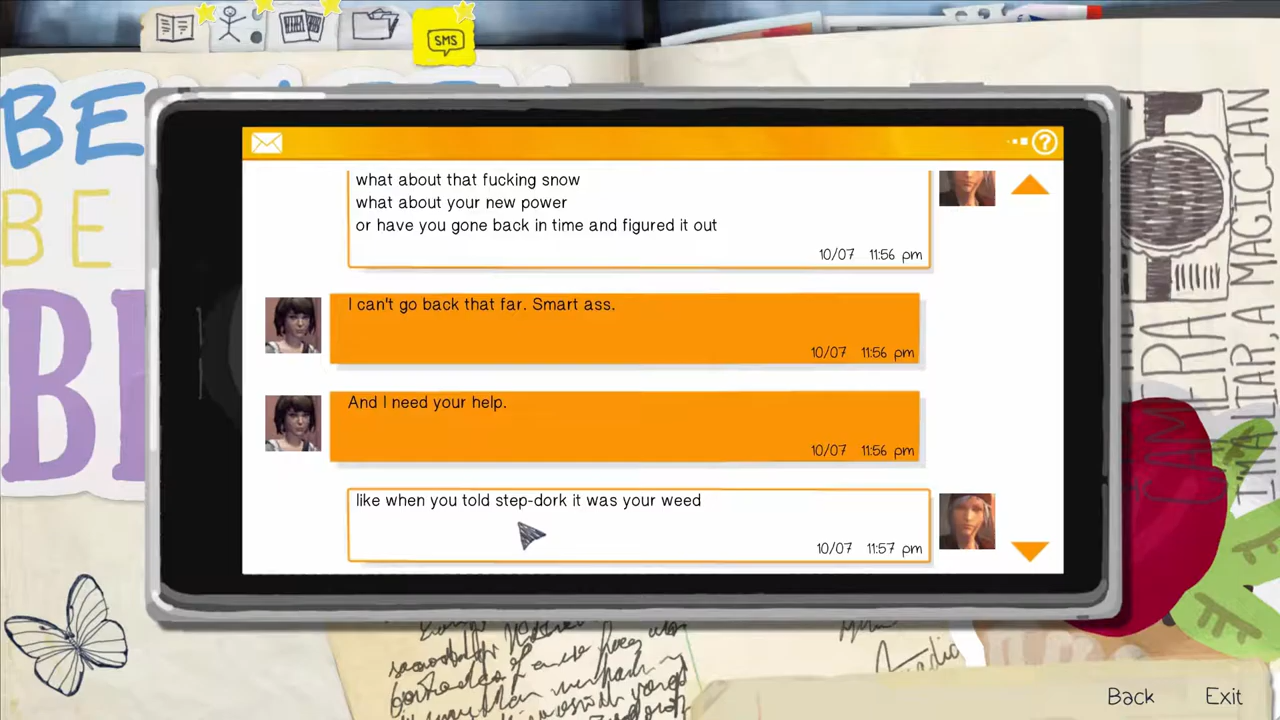 SMS
BE
BE
what about that fucking snow
what about your new power
or have you gone back in time and figured it out
10/07 11:56 pm
I can't go back that far. Smart ass.
10/07 11:56 pm
And I need your help.
10/07 11:56 pm
like when you told step-dork it was your weed
10/07 11:57 pm
?
LIAR, A MAGICIAN
Back
Exit